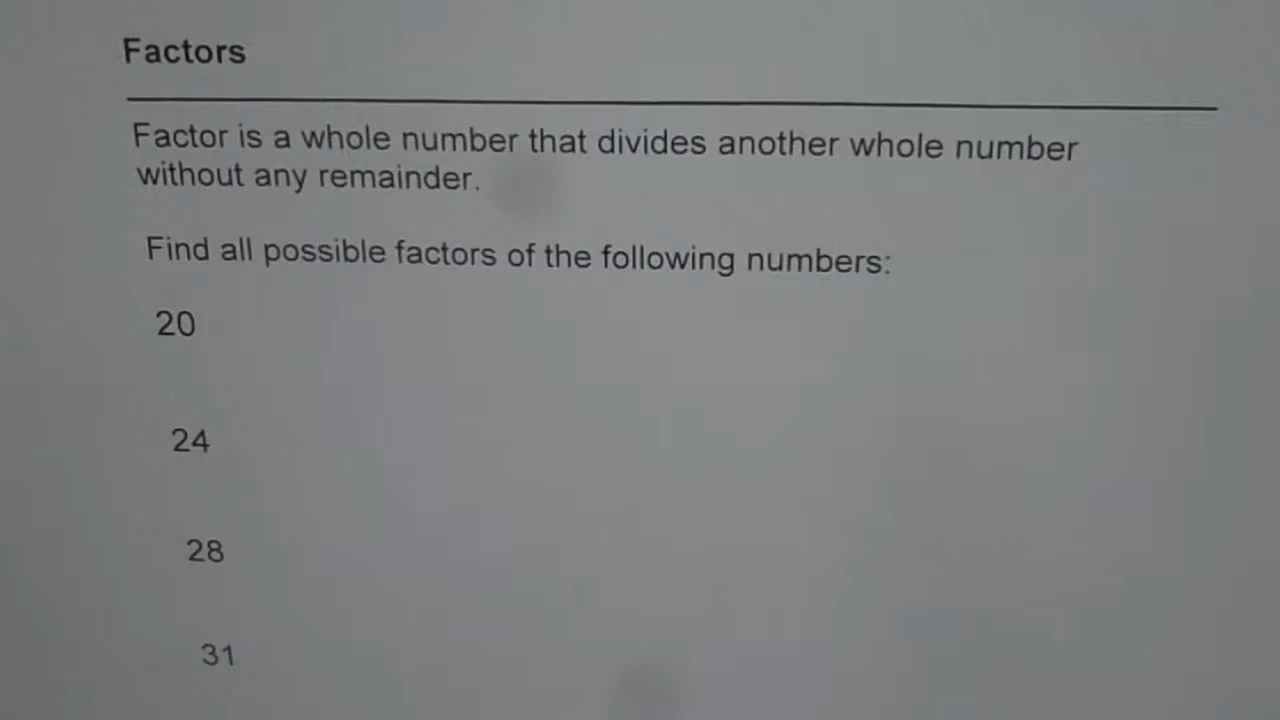 Factors
Factor is a whole number that divides another whole number
without any remainder.
Find all possible factors of the following numbers:
20
24
28
31